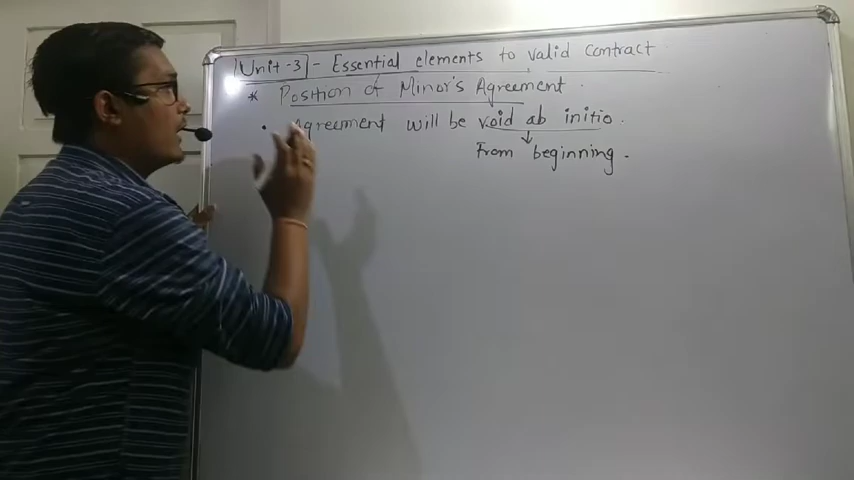 Unit-3 - Essential elements to valid contract
* Position of Minor's Agreement
• Agreement will be void ab initio.
↓
From beginning.